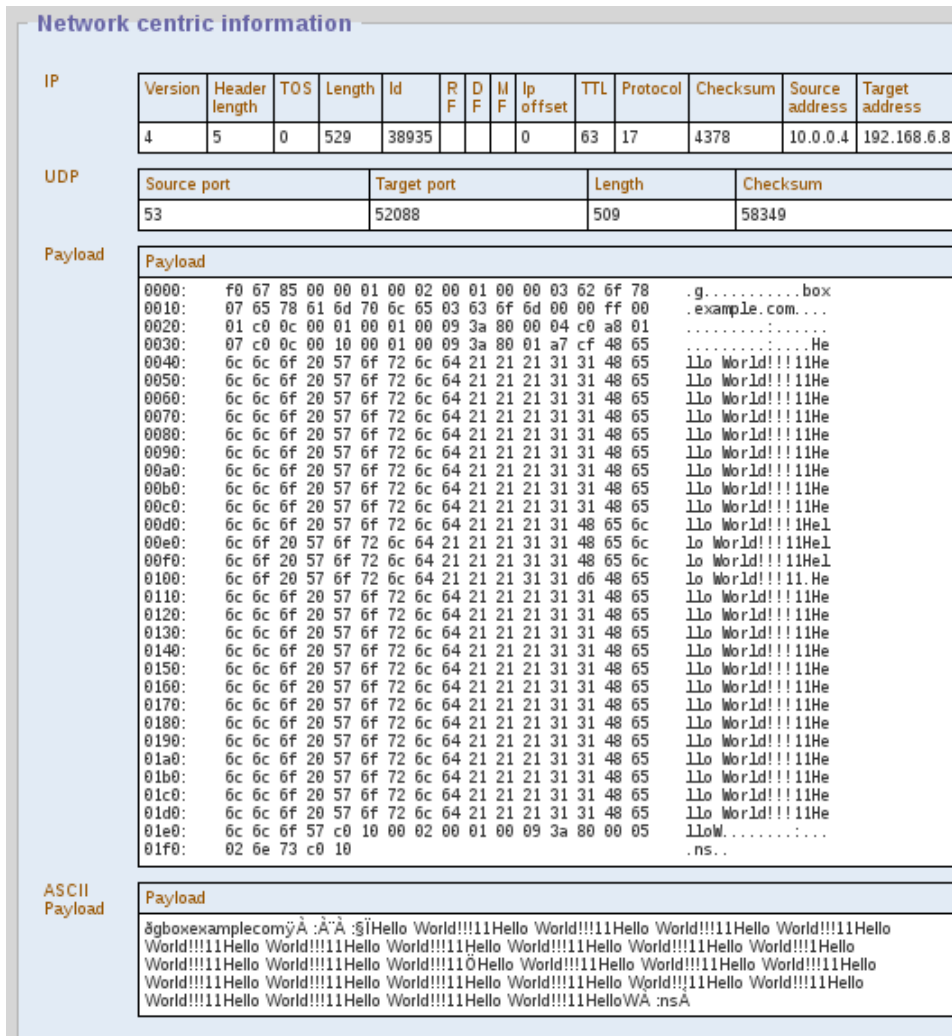 Network centric information
IP
Version Header length TOS Length Id R F D F M F Ip offset TTL Protocol Checksum Source address Target address
4 5 0 529 38935 0 63 17 4378 10.0.0.4 192.168.6.8
UDP
Source port Target port Length Checksum
53 52088 509 58349
Payload
Payload
0000: f0 67 85 00 00 01 00 02 00 01 00 00 03 62 6f 78 .g...........box
0010: 07 65 78 61 6d 70 6c 65 03 63 6f 6d 00 00 ff 00 .example.com....
0020: 01 c0 0c 00 01 00 01 00 09 3a 80 00 04 c0 a8 01 .........:......
0030: 07 c0 0c 00 10 00 01 00 09 3a 80 01 a7 cf 48 65 .........:....He
0040: 6c 6c 6f 20 57 6f 72 6c 64 21 21 21 31 31 48 65 llo World!!!11He
0050: 6c 6c 6f 20 57 6f 72 6c 64 21 21 21 31 31 48 65 llo World!!!11He
0060: 6c 6c 6f 20 57 6f 72 6c 64 21 21 21 31 31 48 65 llo World!!!11He
0070: 6c 6c 6f 20 57 6f 72 6c 64 21 21 21 31 31 48 65 llo World!!!11He
0080: 6c 6c 6f 20 57 6f 72 6c 64 21 21 21 31 31 48 65 llo World!!!11He
0090: 6c 6c 6f 20 57 6f 72 6c 64 21 21 21 31 31 48 65 llo World!!!11He
00a0: 6c 6c 6f 20 57 6f 72 6c 64 21 21 21 31 31 48 65 llo World!!!11He
00b0: 6c 6c 6f 20 57 6f 72 6c 64 21 21 21 31 31 48 65 llo World!!!11He
00c0: 6c 6c 6f 20 57 6f 72 6c 64 21 21 21 31 31 48 65 llo World!!!11He
00d0: 6c 6c 6f 20 57 6f 72 6c 64 21 21 21 31 48 65 6c llo World!!!1Hel
00e0: 6c 6f 20 57 6f 72 6c 64 21 21 21 31 31 48 65 6c lo World!!!11Hel
00f0: 6c 6f 20 57 6f 72 6c 64 21 21 21 31 31 48 65 6c lo World!!!11Hel
0100: 6c 6f 20 57 6f 72 6c 64 21 21 21 31 31 d6 48 65 lo World!!!11.He
0110: 6c 6c 6f 20 57 6f 72 6c 64 21 21 21 31 31 48 65 llo World!!!11He
0120: 6c 6c 6f 20 57 6f 72 6c 64 21 21 21 31 31 48 65 llo World!!!11He
0130: 6c 6c 6f 20 57 6f 72 6c 64 21 21 21 31 31 48 65 llo World!!!11He
0140: 6c 6c 6f 20 57 6f 72 6c 64 21 21 21 31 31 48 65 llo World!!!11He
0150: 6c 6c 6f 20 57 6f 72 6c 64 21 21 21 31 31 48 65 llo World!!!11He
0160: 6c 6c 6f 20 57 6f 72 6c 64 21 21 21 31 31 48 65 llo World!!!11He
0170: 6c 6c 6f 20 57 6f 72 6c 64 21 21 21 31 31 48 65 llo World!!!11He
0180: 6c 6c 6f 20 57 6f 72 6c 64 21 21 21 31 31 48 65 llo World!!!11He
0190: 6c 6c 6f 20 57 6f 72 6c 64 21 21 21 31 31 48 65 llo World!!!11He
01a0: 6c 6c 6f 20 57 6f 72 6c 64 21 21 21 31 31 48 65 llo World!!!11He
01b0: 6c 6c 6f 20 57 6f 72 6c 64 21 21 21 31 31 48 65 llo World!!!11He
01c0: 6c 6c 6f 20 57 6f 72 6c 64 21 21 21 31 31 48 65 llo World!!!11He
01d0: 6c 6c 6f 20 57 6f 72 6c 64 21 21 21 31 31 48 65 llo World!!!11He
01e0: 6c 6c 6f 57 c0 10 00 02 00 01 00 09 3a 80 00 05 lloW........:...
01f0: 02 6e 73 c0 10 .ns..
ASCII
Payload
Payload
ðgboxexamplecomÿÀ :À¨À :§ÏHello World!!!11Hello World!!!11Hello World!!!11Hello World!!!11Hello
World!!!11Hello World!!!11Hello World!!!11Hello World!!!11Hello World!!!11Hello World!!!1Hello
World!!!11Hello World!!!11Hello World!!!11ÖHello World!!!11Hello World!!!11Hello World!!!11Hello
World!!!11Hello World!!!11Hello World!!!11Hello World!!!11Hello World!!!11Hello World!!!11Hello
World!!!11Hello World!!!11Hello World!!!11Hello World!!!11HelloWÀ :nsÀ